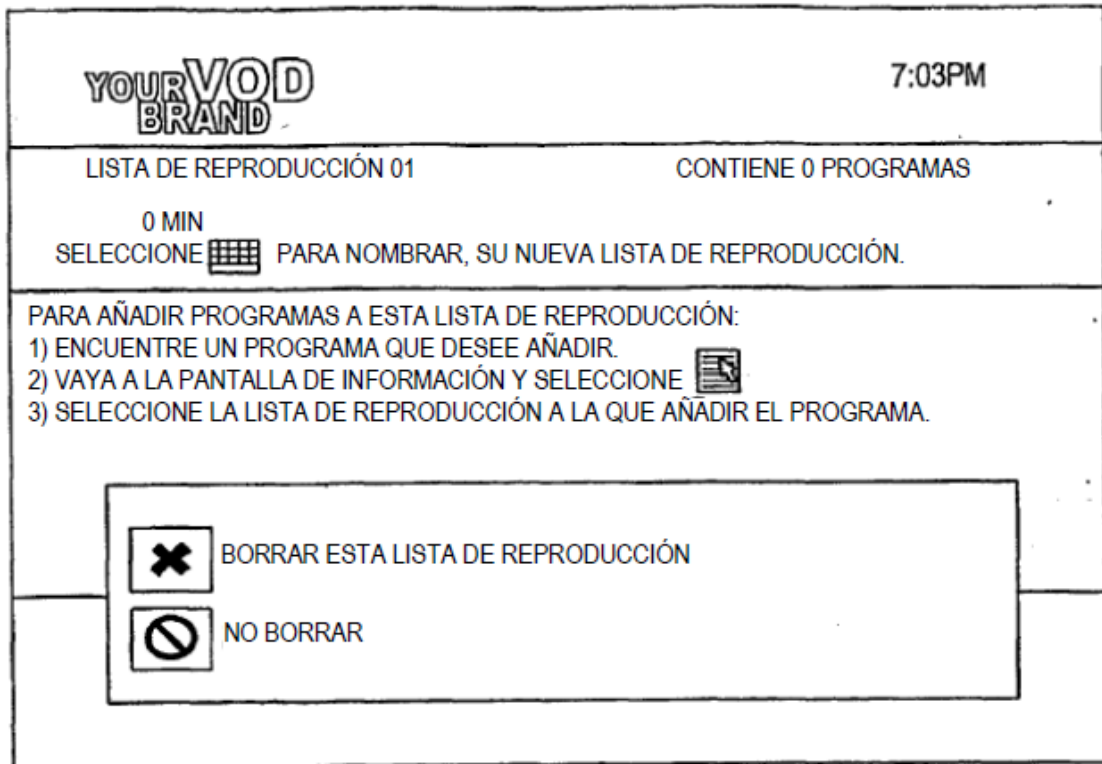 YOUR VOD
BRAND
7:03PM
LISTA DE REPRODUCCIÓN 01 CONTIENE 0 PROGRAMAS
0 MIN
SELECCIONE PARA NOMBRAR, SU NUEVA LISTA DE REPRODUCCIÓN.
PARA AÑADIR PROGRAMAS A ESTA LISTA DE REPRODUCCIÓN:
1) ENCUENTRE UN PROGRAMA QUE DESEE AÑADIR.
2) VAYA A LA PANTALLA DE INFORMACIÓN Y SELECCIONE
3) SELECCIONE LA LISTA DE REPRODUCCIÓN A LA QUE AÑADIR EL PROGRAMA.
BORRAR ESTA LISTA DE REPRODUCCIÓN
NO BORRAR